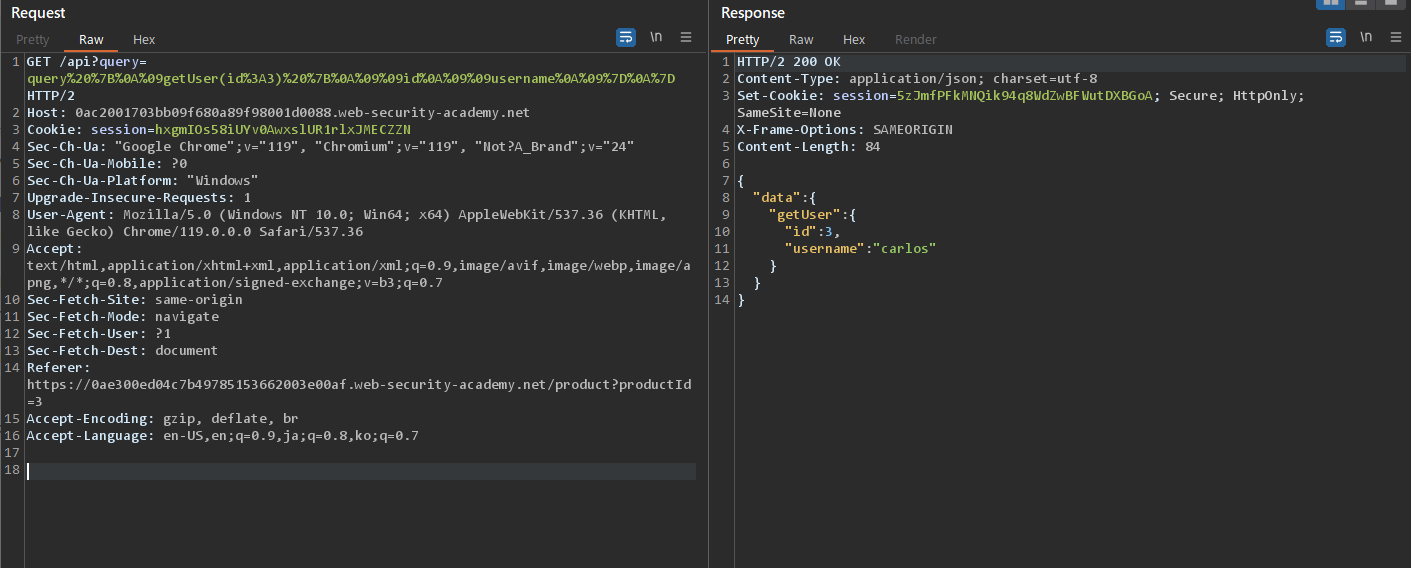 Request
Pretty Raw Hex
\n
1 GET /api?query=
query%20%7B%0A%09getUser(id%3A3)%20%7B%0A%09%09id%0A%09%09username%0A%09%7D%0A%7D
HTTP/2
2 Host: 0ac2001703bb09f680a89f98001d0088.web-security-academy.net
3 Cookie: session=hxgmIOs58iUYv0AwxslUR1rlxJMECZZN
4 Sec-Ch-Ua: "Google Chrome";v="119", "Chromium";v="119", "Not?A_Brand";v="24"
5 Sec-Ch-Ua-Mobile: ?0
6 Sec-Ch-Ua-Platform: "Windows"
7 Upgrade-Insecure-Requests: 1
8 User-Agent: Mozilla/5.0 (Windows NT 10.0; Win64; x64) AppleWebKit/537.36 (KHTML,
like Gecko) Chrome/119.0.0.0 Safari/537.36
9 Accept:
text/html,application/xhtml+xml,application/xml;q=0.9,image/avif,image/webp,image/a
png,*/*;q=0.8,application/signed-exchange;v=b3;q=0.7
10 Sec-Fetch-Site: same-origin
11 Sec-Fetch-Mode: navigate
12 Sec-Fetch-User: ?1
13 Sec-Fetch-Dest: document
14 Referer:
https://0ae300ed04c7b49785153662003e00af.web-security-academy.net/product?productId
=3
15 Accept-Encoding: gzip, deflate, br
16 Accept-Language: en-US,en;q=0.9,ja;q=0.8,ko;q=0.7
17
18
Response
Pretty Raw Hex Render
\n
1 HTTP/2 200 OK
2 Content-Type: application/json; charset=utf-8
3 Set-Cookie: session=5zJmfPFkMNQik94q8WdZwBFWutDXBGoA; Secure; HttpOnly;
SameSite=None
4 X-Frame-Options: SAMEORIGIN
5 Content-Length: 84
6
7 {
8 "data":{
9 "getUser":{
10 "id":3,
11 "username":"carlos"
12 }
13 }
14 }